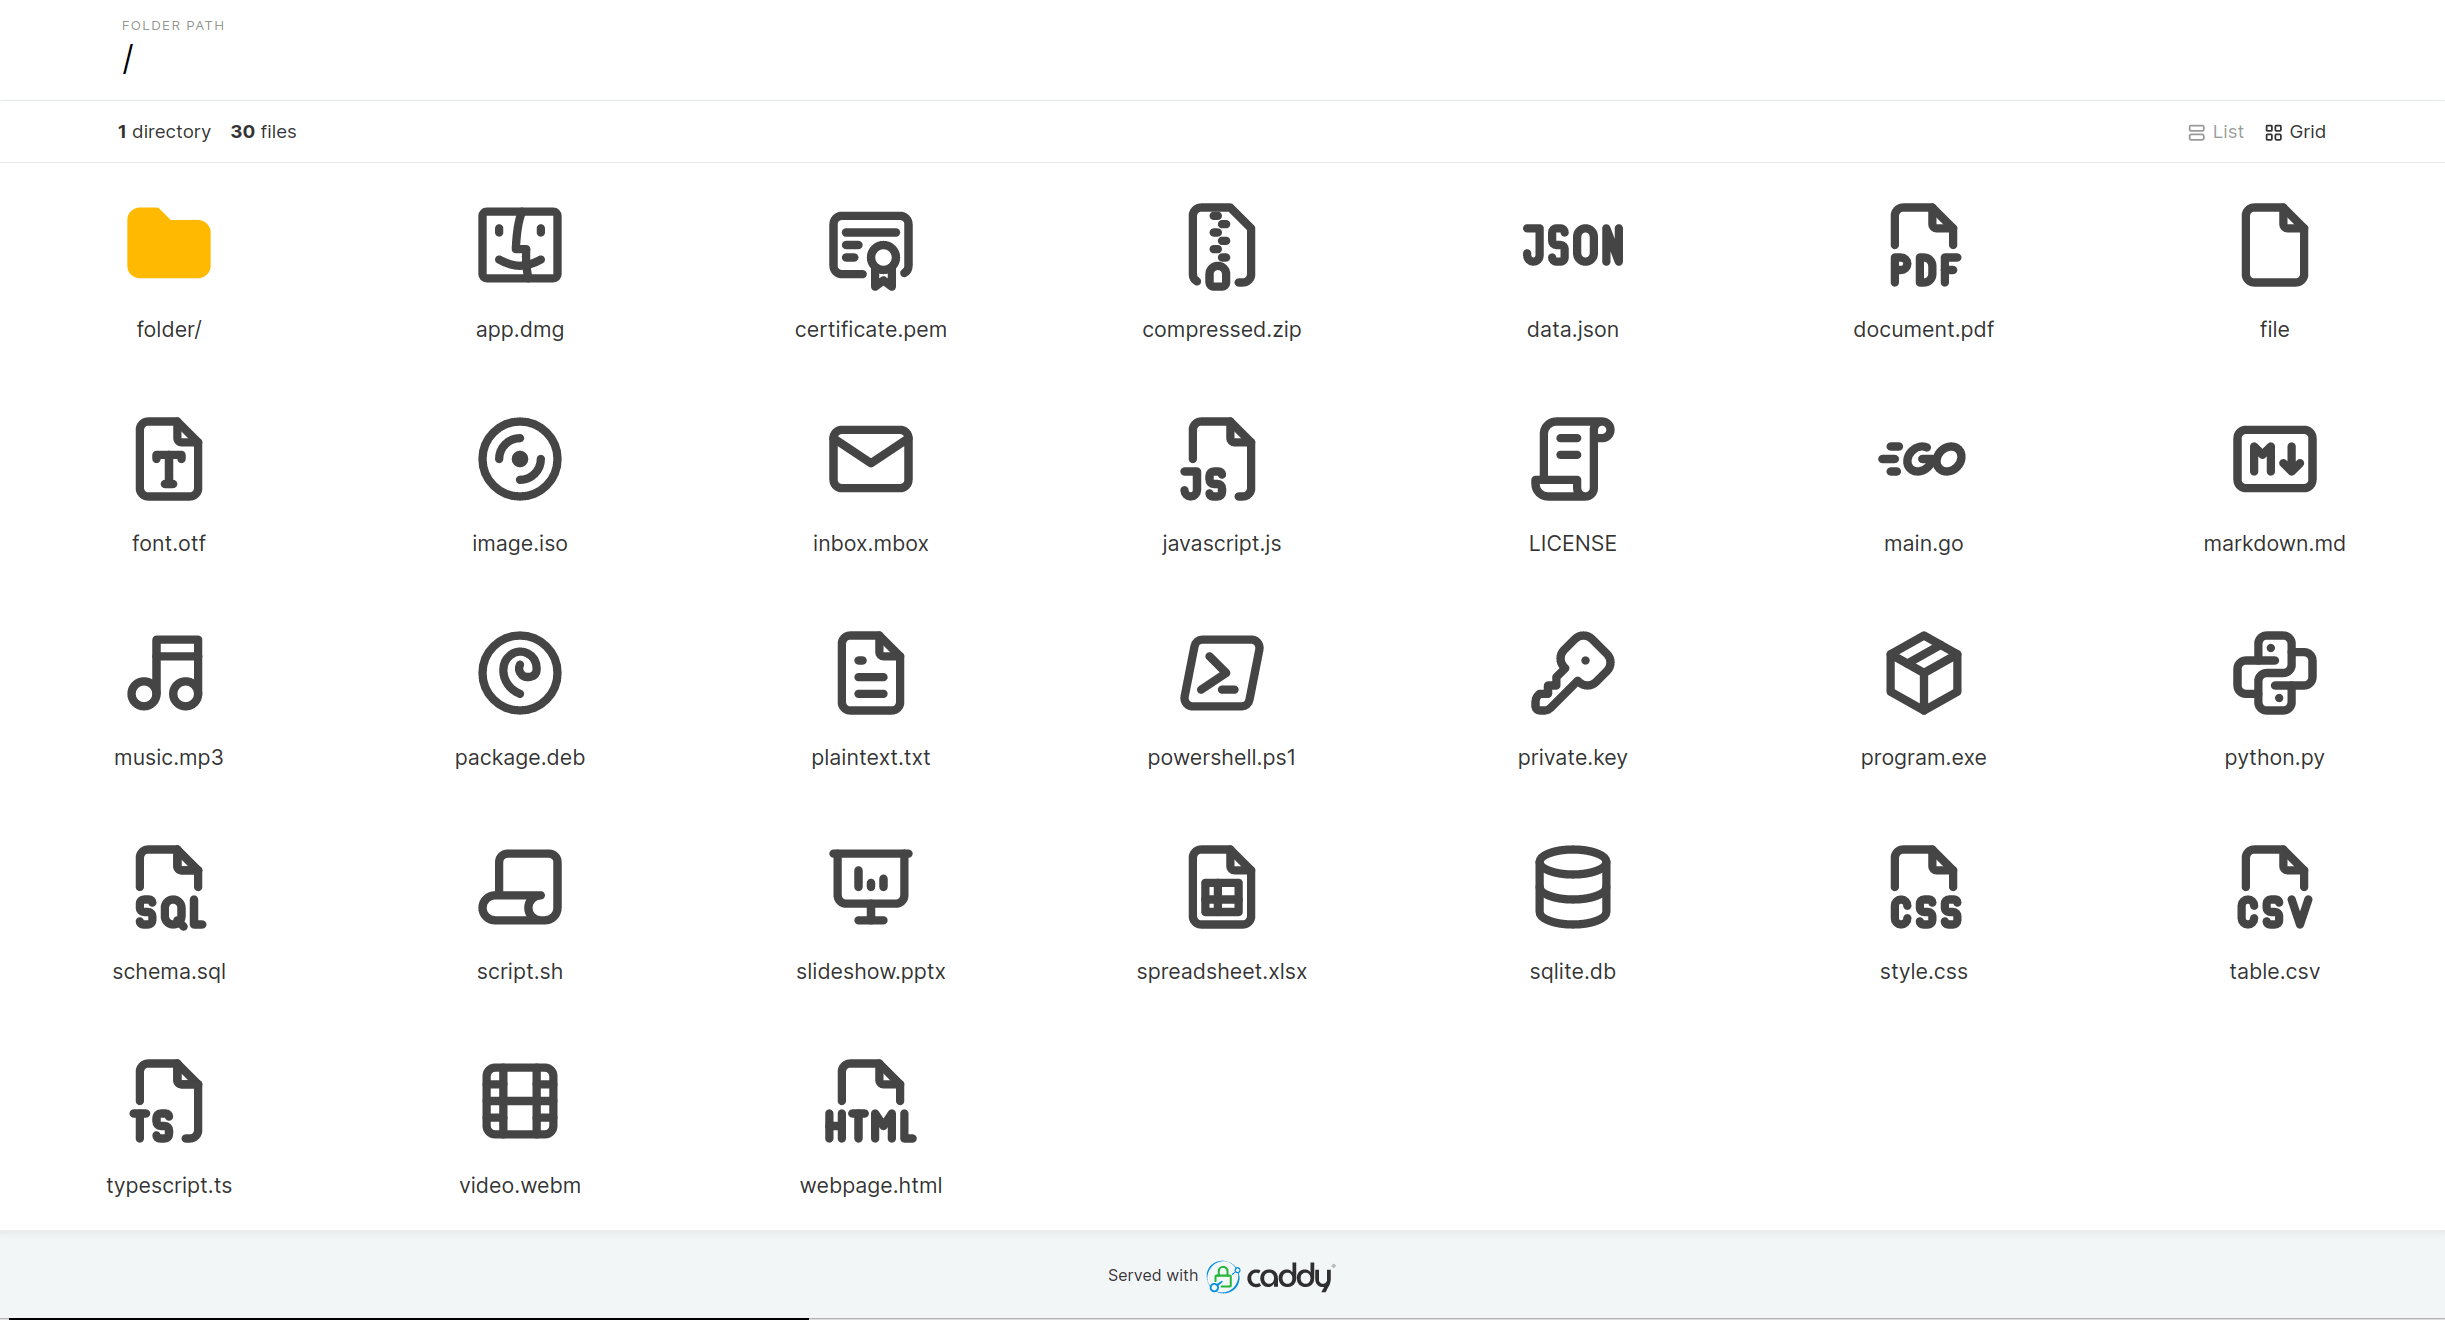 FOLDER PATH
/
1 directory 30 files List Grid
JSON PDF
folder/ app.dmg certificate.pem compressed.zip data.json document.pdf file
T JS GO M
font.otf image.iso inbox.mbox javascript.js LICENSE main.go markdown.md
music.mp3 package.deb plaintext.txt powershell.ps1 private.key program.exe python.py
SQL CSS CSV
schema.sql script.sh slideshow.pptx spreadsheet.xlsx sqlite.db style.css table.csv
TS HTML
typescript.ts video.webm webpage.html
Served with caddy